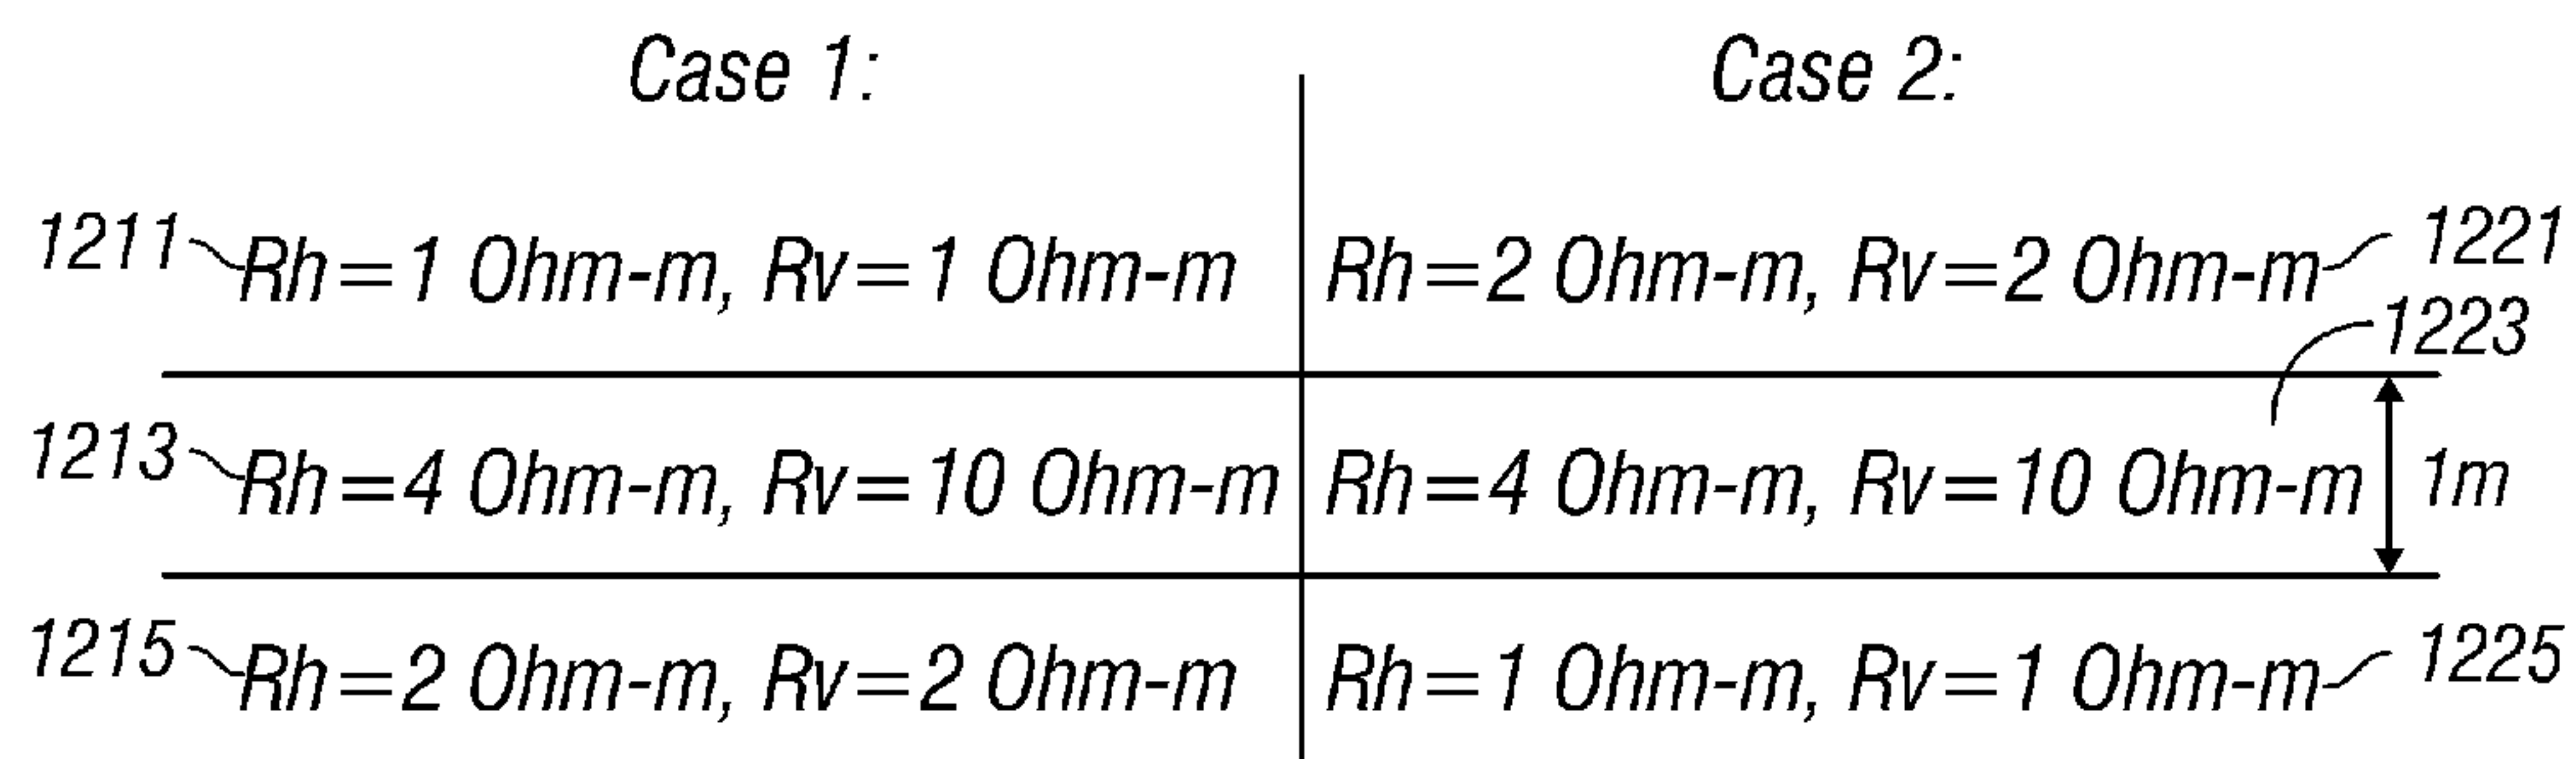 Case 1: Case 2:
1211 Rh=1 Ohm-m, Rv=1 Ohm-m Rh=2 Ohm-m, Rv=2 Ohm-m 1221
1223
1213 Rh=4 Ohm-m, Rv=10 Ohm-m Rh=4 Ohm-m, Rv=10 Ohm-m 1m
1215 Rh=2 Ohm-m, Rv=2 Ohm-m Rh=1 Ohm-m, Rv=1 Ohm-m 1225